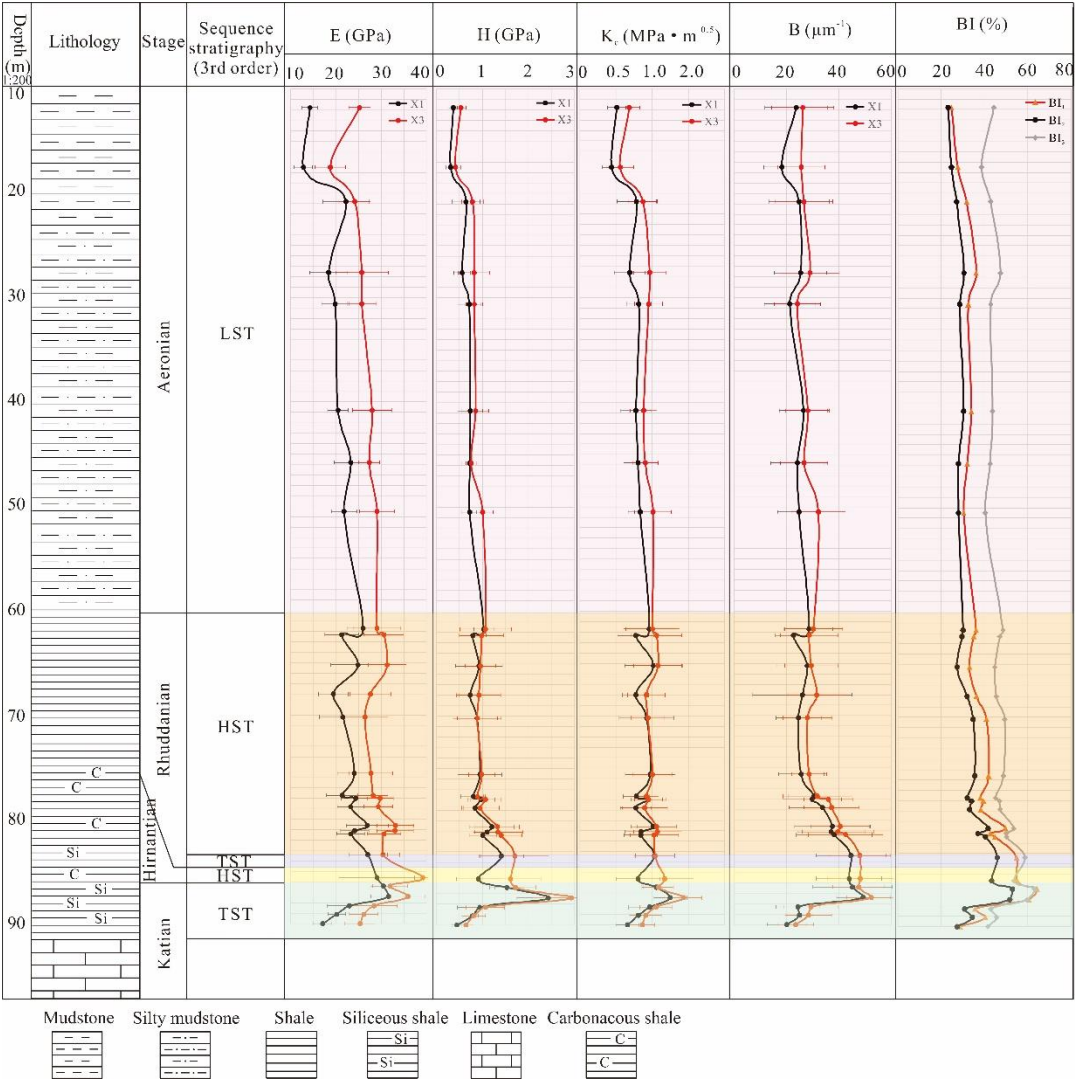 Depth (m)
1:200
Lithology
Stage
Sequence
stratigraphy
(3rd order)
E (GPa)
10 20 30 40
H (GPa)
0 1 2 3
Kc (MPa • m0.5)
0 0.5 1.0 2.0
B (μm-1)
0 20 40 60
BI (%)
0 20 40 60 80
X1
X3
X1
X3
X1
X3
X1
X3
BI1
BI3
10
20
30
40
50
60
70
80
90
C
C
C
Si
C
Si
Si
Si
Aeronian
Rhuddanian
Hirnantian
Katian
LST
HST
TST
HST
TST
Mudstone
Silty mudstone
Shale
Siliceous shale
Limestone
Carbonaceous shale
Si
Si
C
C